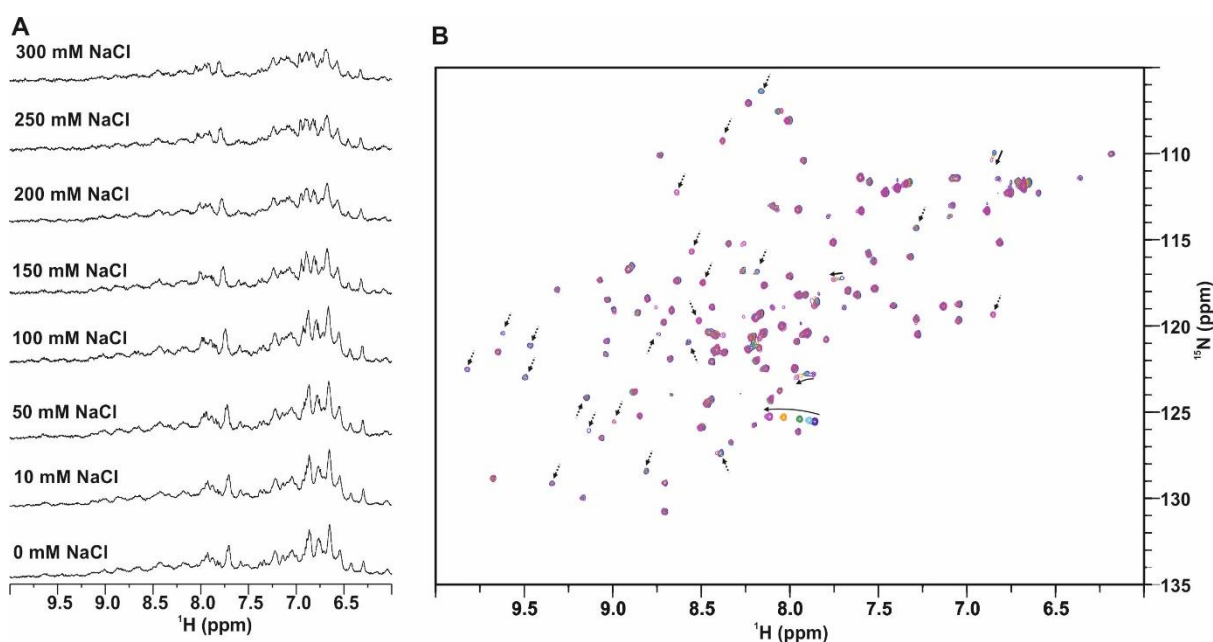 A
300 mM NaCl
250 mM NaCl
200 mM NaCl
150 mM NaCl
100 mM NaCl
50 mM NaCl
10 mM NaCl
0 mM NaCl
9.5 9.0 8.5 8.0 7.5 7.0 6.5
¹H (ppm)
B
110
115
120
125
130
135
¹⁵N (ppm)
9.5 9.0 8.5 8.0 7.5 7.0 6.5
¹H (ppm)